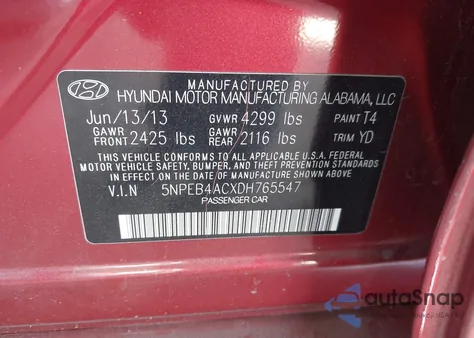 MANUFACTURED BY
HYUNDAI MOTOR MANUFACTURING ALABAMA, LLC
Jun/13/13 GVWR 4299 lbs PAINT T4
GAWR FRONT 2425 lbs GAWR REAR 2116 lbs TRIM YD
THIS VEHICLE CONFORMS TO ALL APPLICABLE U.S.A. FEDERAL
MOTOR VEHICLE SAFETY, BUMPER, AND THEFT PREVENTION STANDARDS
IN EFFECT ON THE DATE OF MANUFACTURE SHOWN ABOVE.
V.I.N 5NPEB4ACXDH765547
PASSENGER CAR
autoSnap